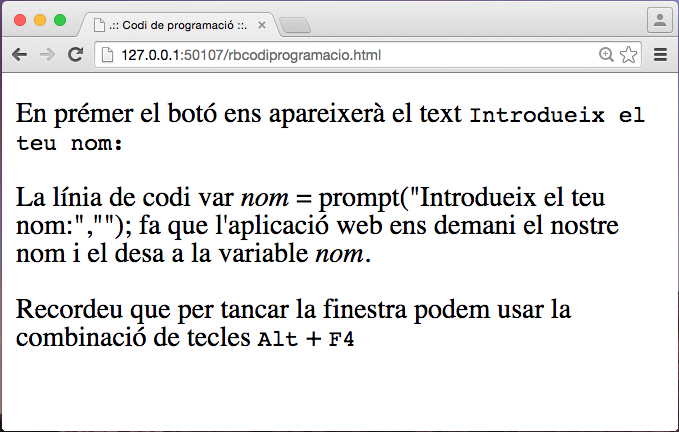 .:: Codi de programació ::.
127.0.0.1:50107/rbcodiprogramacio.html
En prémer el botó ens apareixerà el text Introdueix el
teu nom:
La línia de codi var nom = prompt("Introdueix el teu
nom:",""); fa que l'aplicació web ens demani el nostre
nom i el desa a la variable nom.
Recordeu que per tancar la finestra podem usar la
combinació de tecles Alt + F4